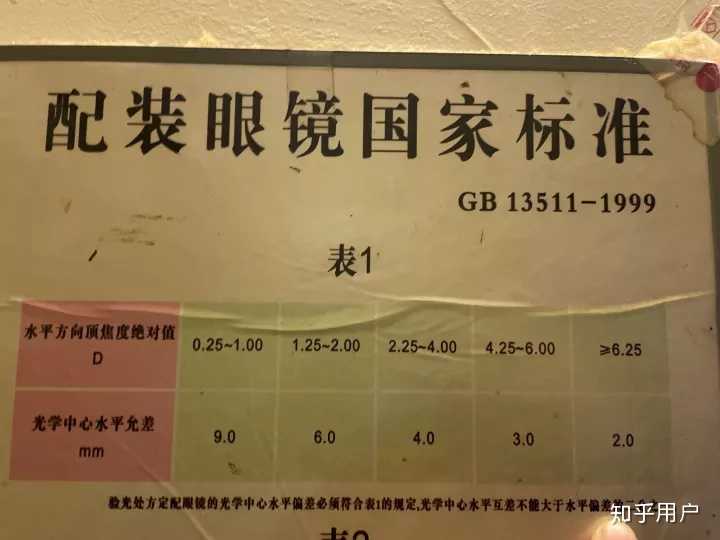 配装眼镜国家标准
GB 13511-1999
表1
水平方向顶焦度绝对值 D 0.25~1.00 1.25~2.00 2.25~4.00 4.25~6.00 ≥6.25
光学中心水平允差 mm 9.0 6.0 4.0 3.0 2.0
验光处方定配眼镜的光学中心水平偏差必须符合表1的规定,光学中心水平互差不能大于水平偏差
知乎用户